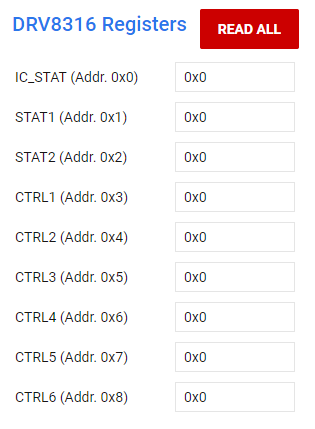 DRV8316 Registers READ ALL
IC_STAT (Addr. 0x0) 0x0
STAT1 (Addr. 0x1) 0x0
STAT2 (Addr. 0x2) 0x0
CTRL1 (Addr. 0x3) 0x0
CTRL2 (Addr. 0x4) 0x0
CTRL3 (Addr. 0x5) 0x0
CTRL4 (Addr. 0x6) 0x0
CTRL5 (Addr. 0x7) 0x0
CTRL6 (Addr. 0x8) 0x0